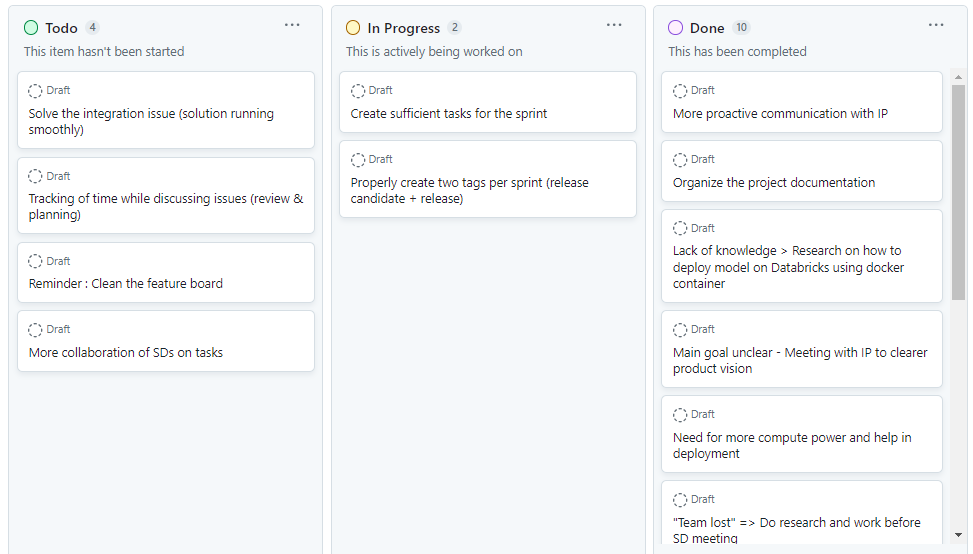 Todo 4
This item hasn't been started
Draft
Solve the integration issue (solution running
smoothly)
Draft
Tracking of time while discussing issues (review &
planning)
Draft
Reminder : Clean the feature board
Draft
More collaboration of SDs on tasks
In Progress 2
This is actively being worked on
Draft
Create sufficient tasks for the sprint
Draft
Properly create two tags per sprint (release
candidate + release)
Done 10
This has been completed
Draft
More proactive communication with IP
Draft
Organize the project documentation
Draft
Lack of knowledge > Research on how to
deploy model on Databricks using docker
container
Draft
Main goal unclear - Meeting with IP to clearer
product vision
Draft
Need for more compute power and help in
deployment
Draft
"Team lost" => Do research and work before
SD meeting